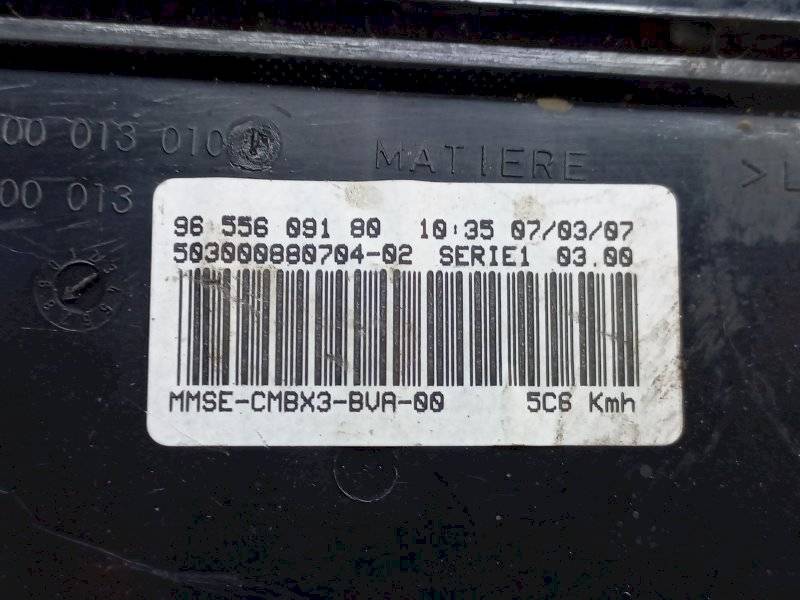 00 013 010
MATIERE
>L
00 013
96 556 091 80 10:35 07/03/07
503000880704-02 SERIE1 03.00
MMSE-CMBX3-BVA-00 5C6 Kmh